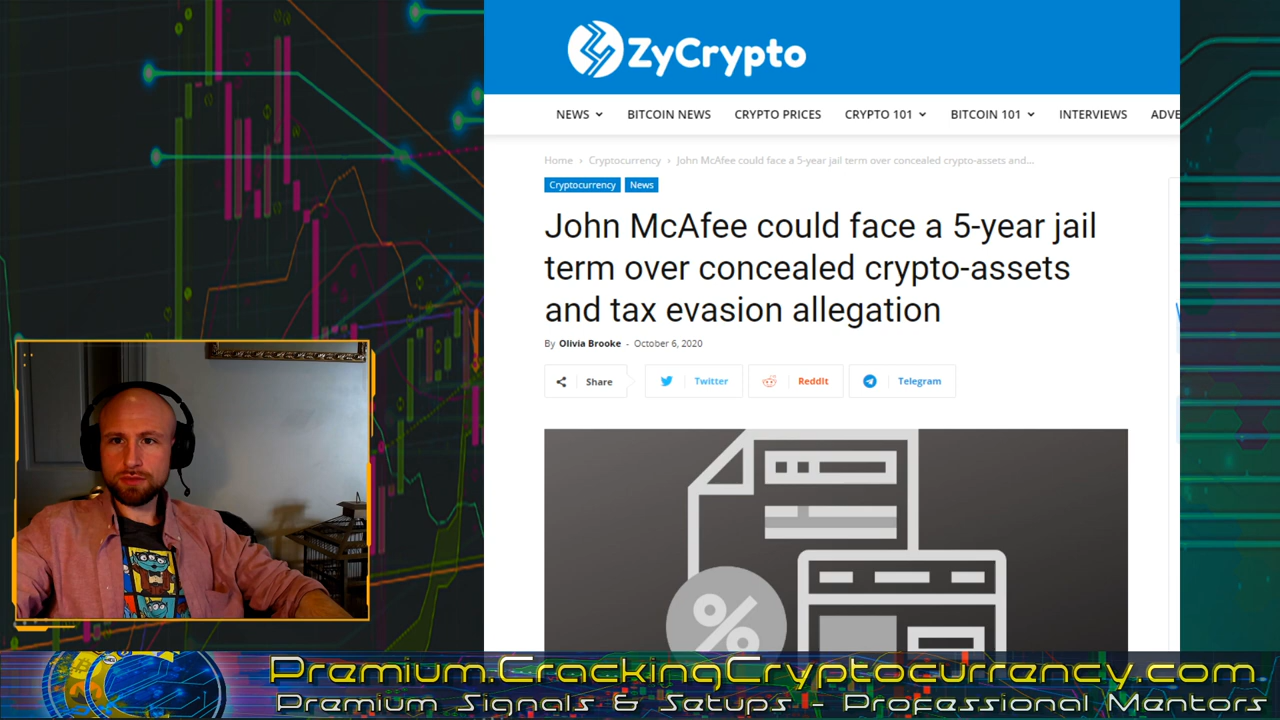 ZyCrypto
NEWS BITCOIN NEWS CRYPTO PRICES CRYPTO 101 BITCOIN 101 INTERVIEWS ADVE
Home › Cryptocurrency › John McAfee could face a 5-year jail term over concealed crypto-assets and...
Cryptocurrency News
John McAfee could face a 5-year jail
term over concealed crypto-assets
and tax evasion allegation
By Olivia Brooke - October 6, 2020
Share Twitter ReddIt Telegram
%
Premium.CrackingCryptocurrency.com
Premium Signals & Setups - Professional Mentors